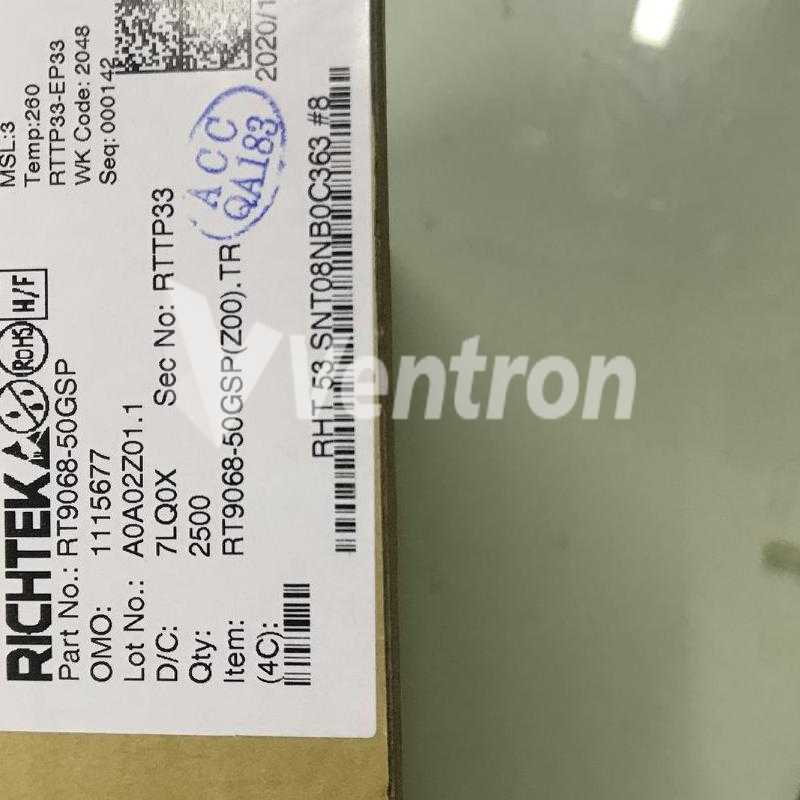 MSL:3
Temp:260
RTTP33-EP33
WK Code: 2048
Seq: 000142
2020/1
ACC
QA183
RICHTEK
ROHS
H/F
Part No.: RT9068-50GSP
OMO: 1115677
Lot No.: A0A02Z01.1
D/C: 7LQ0X Sec No: RTTP33
Qty: 2500
Item: RT9068-50GSP(Z00).TR
(4C):
RHT 53 SNT08NB0C363 #8
Ventron